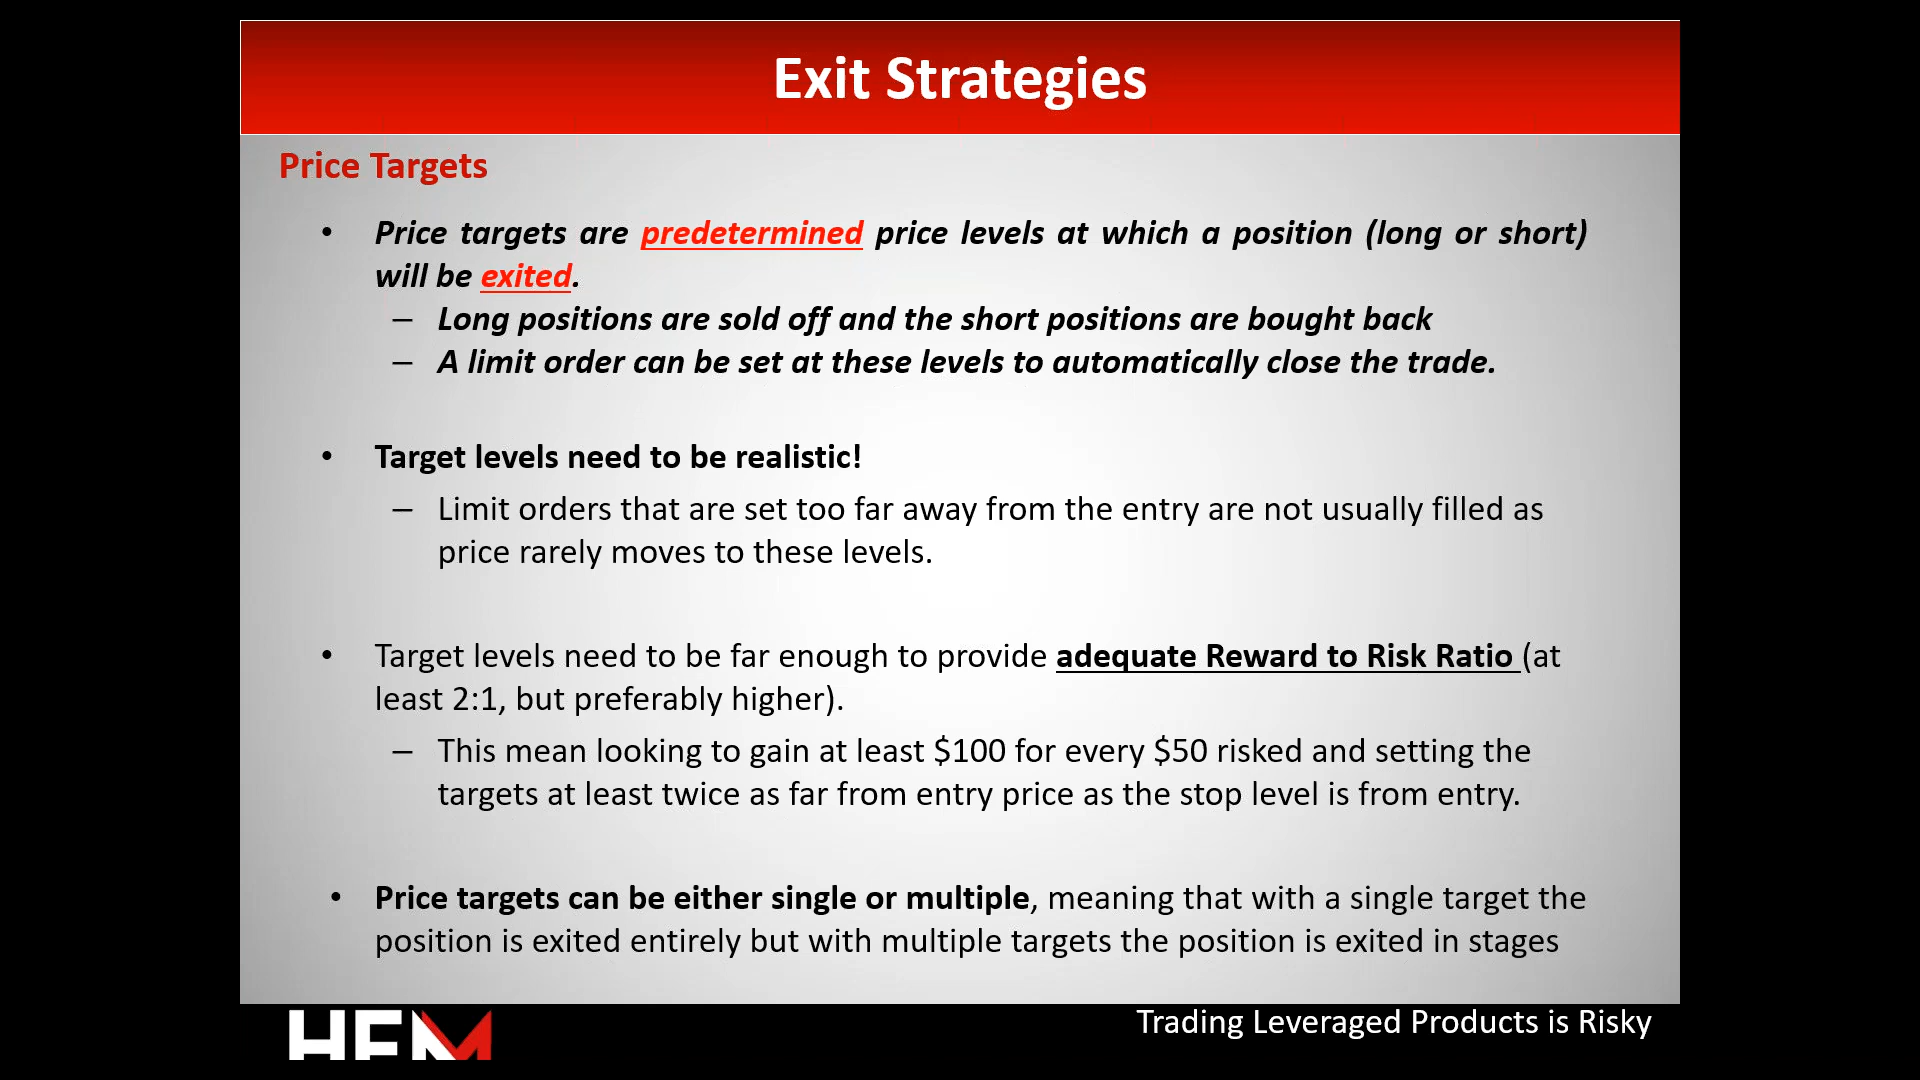 Exit Strategies
Price Targets
• Price targets are predetermined price levels at which a position (long or short)
will be exited.
– Long positions are sold off and the short positions are bought back
– A limit order can be set at these levels to automatically close the trade.
• Target levels need to be realistic!
– Limit orders that are set too far away from the entry are not usually filled as
price rarely moves to these levels.
• Target levels need to be far enough to provide adequate Reward to Risk Ratio (at
least 2:1, but preferably higher).
– This mean looking to gain at least $100 for every $50 risked and setting the
targets at least twice as far from entry price as the stop level is from entry.
• Price targets can be either single or multiple, meaning that with a single target the
position is exited entirely but with multiple targets the position is exited in stages
HFM
Trading Leveraged Products is Risky